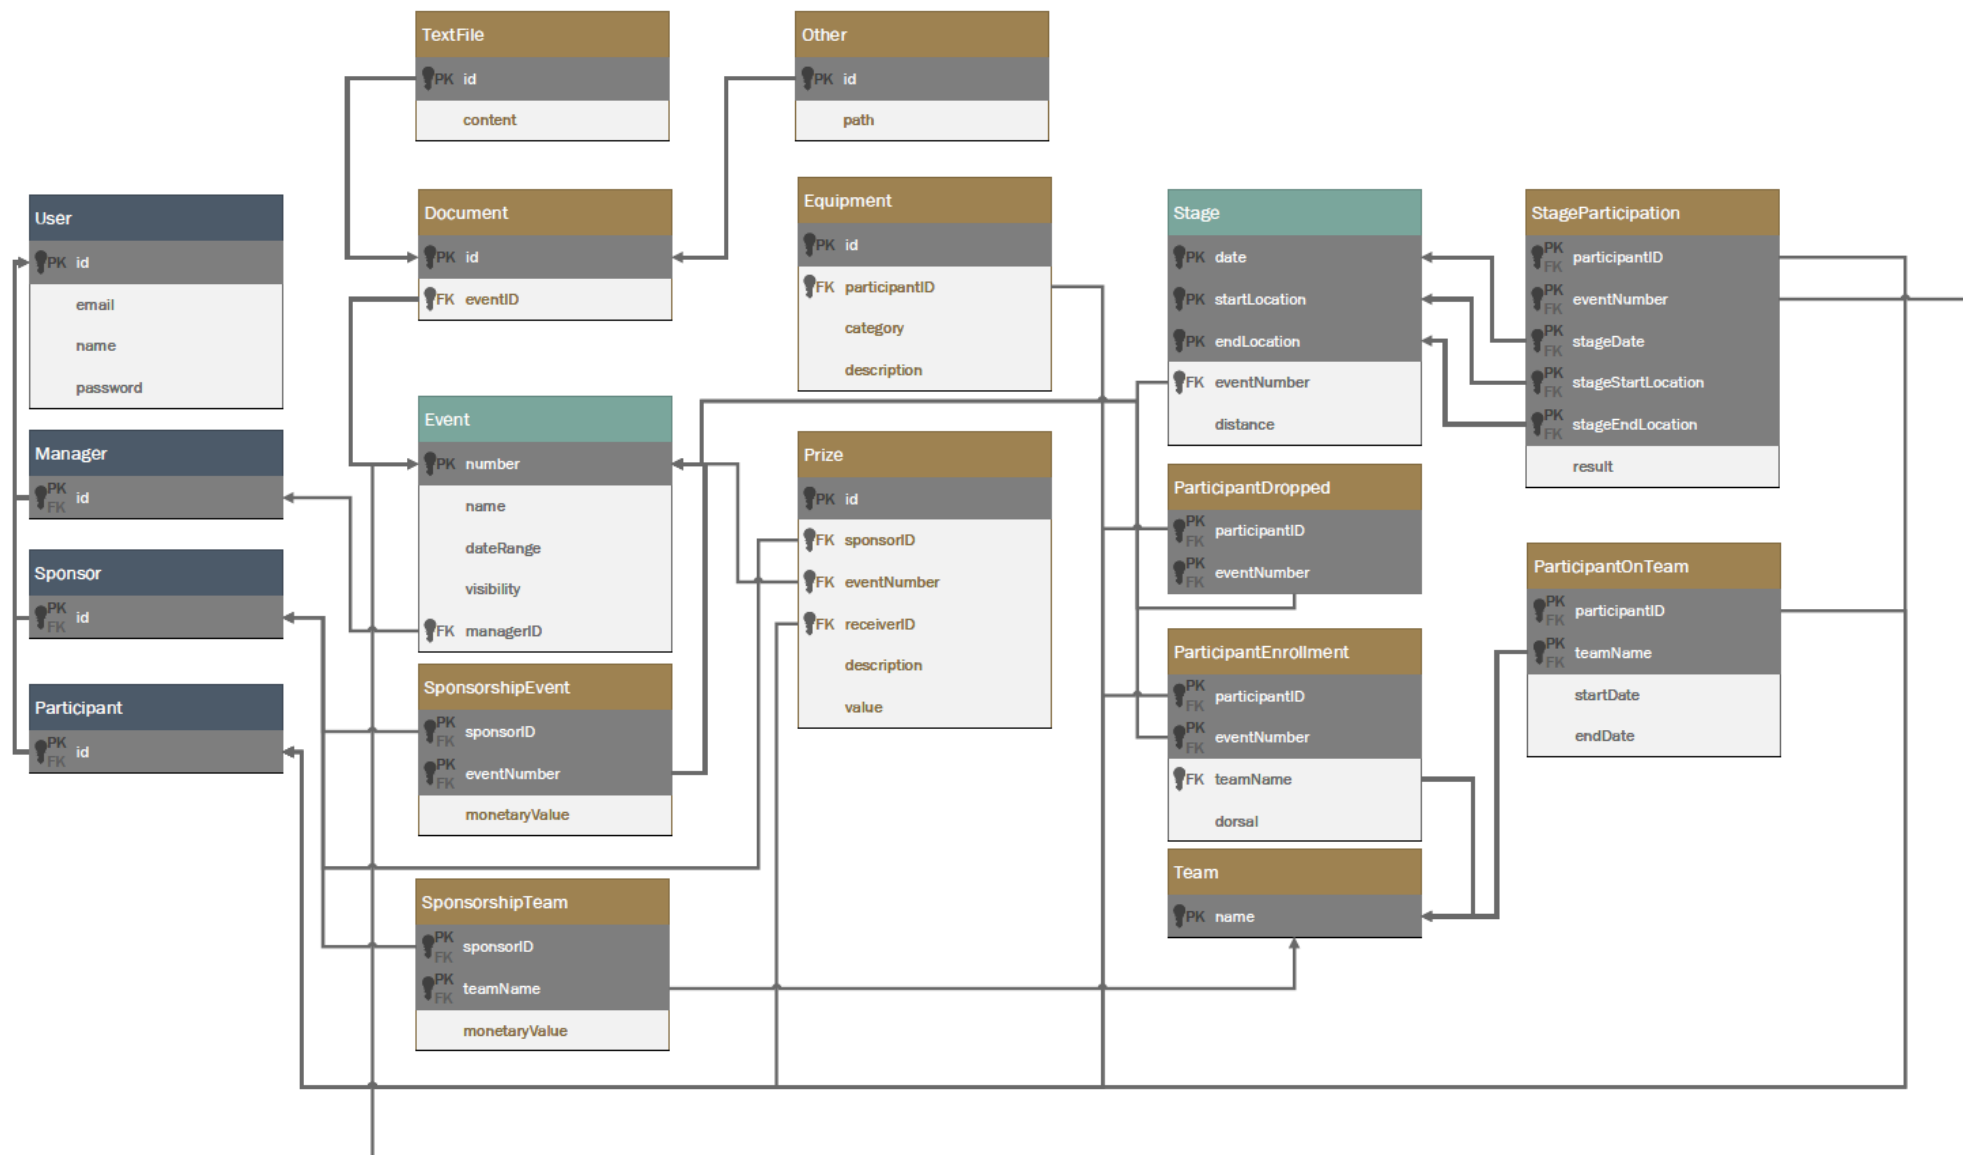 TextFile
PK id
content
Other
PK id
path
User
PK id
email
name
password
Document
PK id
FK eventID
Equipment
PK id
FK participantID
category
description
Stage
PK date
PK startLocation
PK endLocation
FK eventNumber
distance
StageParticipation
PK FK participantID
PK FK eventNumber
PK FK stageDate
PK FK stageStartLocation
PK FK stageEndLocation
result
Manager
PK FK id
Sponsor
PK FK id
Participant
PK FK id
Event
PK number
name
dateRange
visibility
FK managerID
Prize
PK id
FK sponsorID
FK eventNumber
FK receiverID
description
value
ParticipantDropped
PK FK participantID
PK FK eventNumber
ParticipantOnTeam
PK FK participantID
PK FK teamName
startDate
endDate
SponsorshipEvent
PK FK sponsorID
PK FK eventNumber
monetaryValue
ParticipantEnrollment
PK FK participantID
PK FK eventNumber
FK teamName
dorsal
SponsorshipTeam
PK FK sponsorID
PK FK teamName
monetaryValue
Team
PK name